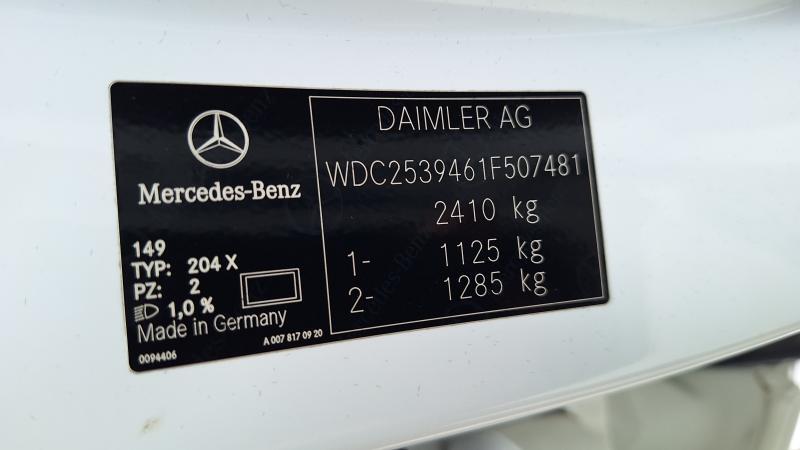 Mercedes-Benz
149
TYP: 204 X
PZ: 2
1,0 %
Made in Germany
0094406
A 007 817 09 20
DAIMLER AG
WDC2539461F507481
2410 kg
1- 1125 kg
2- 1285 kg